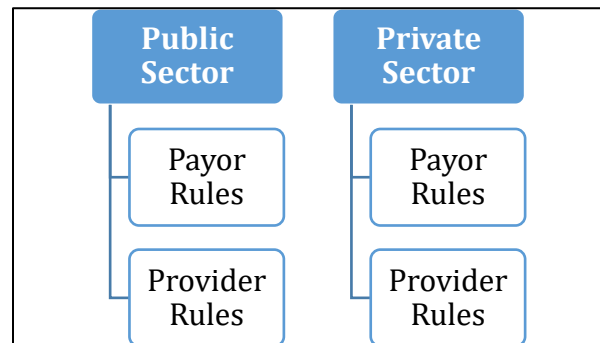 Public
Sector
Payor
Rules
Provider
Rules
Private
Sector
Payor
Rules
Provider
Rules